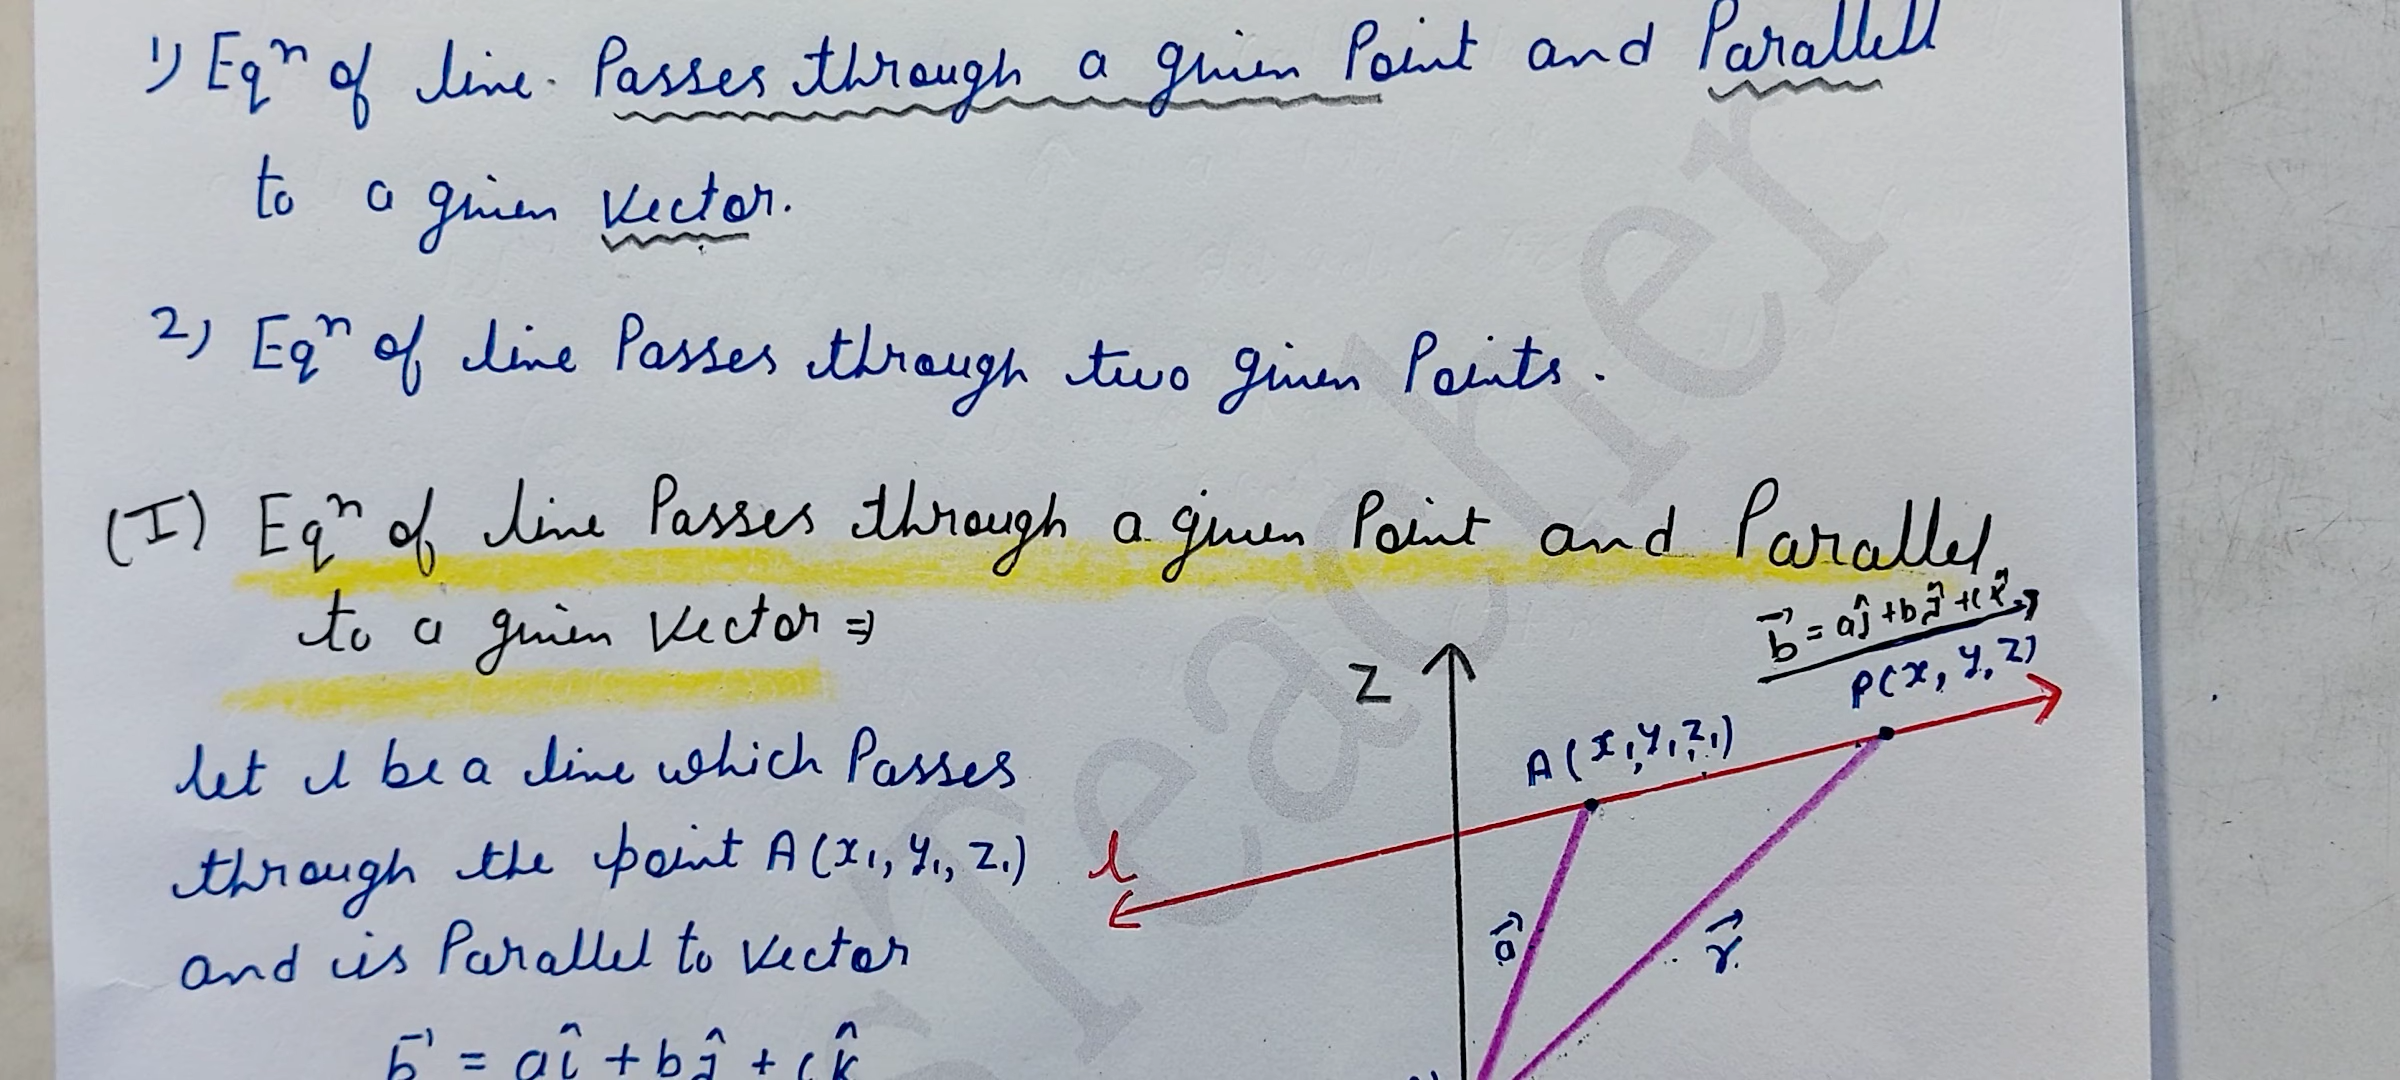 1) Eqⁿ of line. Passes through a given Point and Parallell
to a given Vector.
2) Eqⁿ of line Passes through two given Points.
(I) Eqⁿ of line Passes through a given Point and Parallel
to a given Vector ⇒
b⃗ = aĵ + bĵ + ck̂
Z
P(x, y, z)
A(x₁, y₁, z₁)
let l be a line which Passes
through the point A(x₁, y₁, z₁)
l
and is Parallel to Vector
a⃗
r⃗
b⃗ = aî + bĵ + ck̂
Teacher